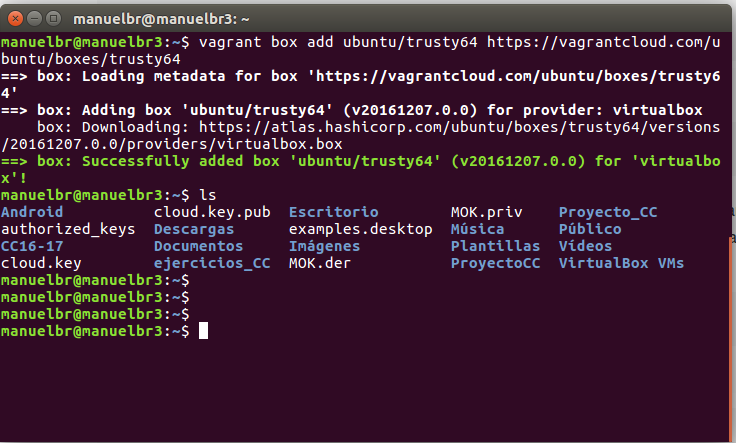 manuelbr@manuelbr3: ~
manuelbr@manuelbr3:~$ vagrant box add ubuntu/trusty64 https://vagrantcloud.com/u
buntu/boxes/trusty64
==> box: Loading metadata for box 'https://vagrantcloud.com/ubuntu/boxes/trusty6
4'
==> box: Adding box 'ubuntu/trusty64' (v20161207.0.0) for provider: virtualbox
    box: Downloading: https://atlas.hashicorp.com/ubuntu/boxes/trusty64/versions
/20161207.0.0/providers/virtualbox.box
==> box: Successfully added box 'ubuntu/trusty64' (v20161207.0.0) for 'virtualbo
x'!
manuelbr@manuelbr3:~$ ls
Android          cloud.key.pub  Escritorio        MOK.priv    Proyecto_CC
authorized_keys  Descargas      examples.desktop  Música      Público
CC16-17          Documentos     Imágenes          Plantillas  Vídeos
cloud.key        ejercicios_CC  MOK.der           ProyectoCC  VirtualBox VMs
manuelbr@manuelbr3:~$
manuelbr@manuelbr3:~$
manuelbr@manuelbr3:~$
manuelbr@manuelbr3:~$